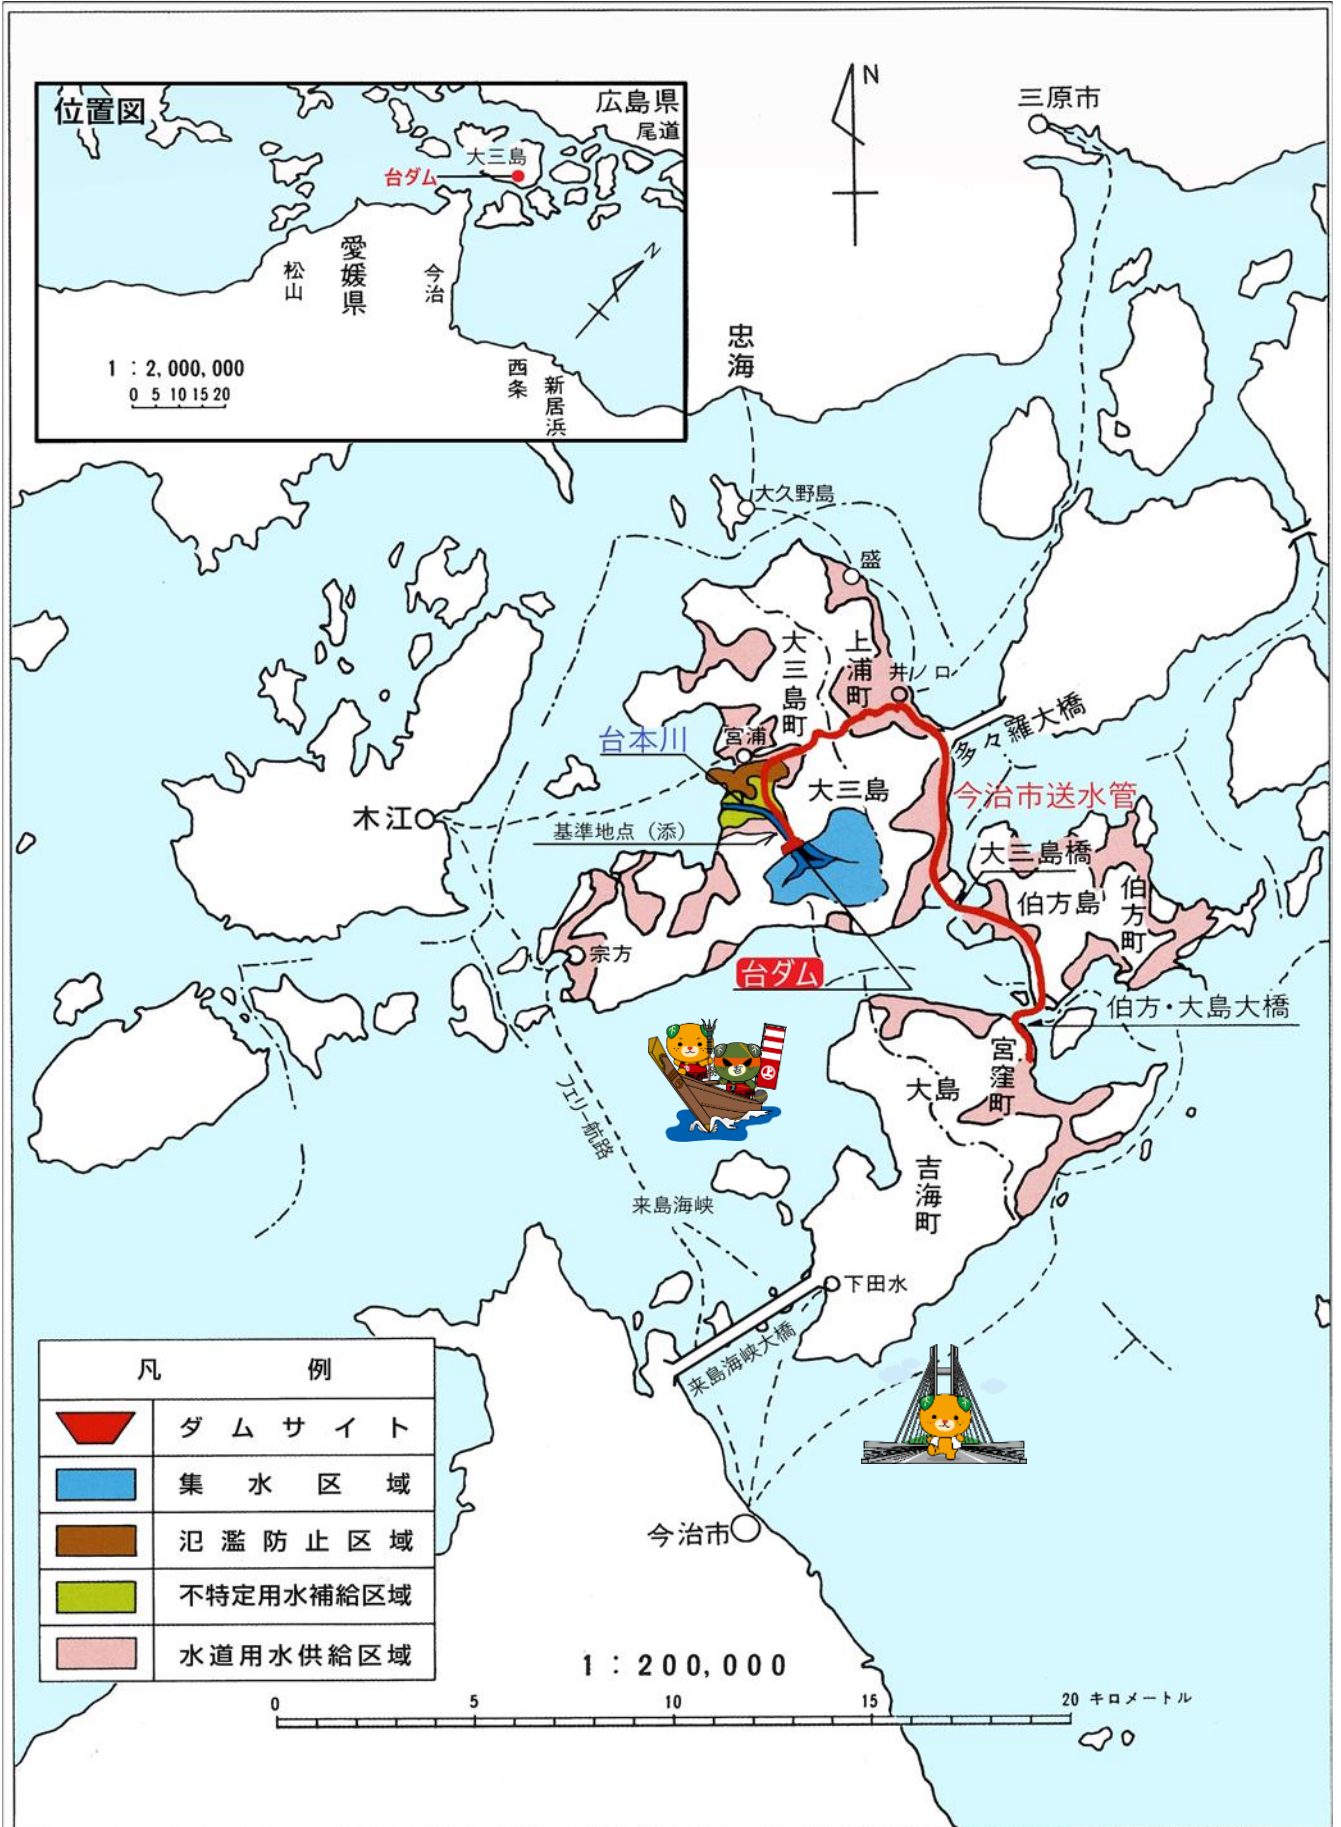 位置図
広島県
尾道
大三島
台ダム
愛媛県
松山
今治
西条
新居浜
1 : 2,000,000
0 5 10 15 20
N
N
三原市
忠海
大久野島
盛
大三島町
上浦町
井ノ口
多々羅大橋
台本川
宮浦
大三島
今治市送水管
木江
基準地点（添）
大三島橋
伯方島
伯方町
宗方
台ダム
伯方・大島大橋
宮窪町
大島
フェリー航路
吉海町
来島海峡
下田水
来島海峡大橋
今治市
凡例
ダムサイト
集水区域
氾濫防止区域
不特定用水補給区域
水道用水供給区域
1 : 200,000
0 5 10 15 20 キロメートル